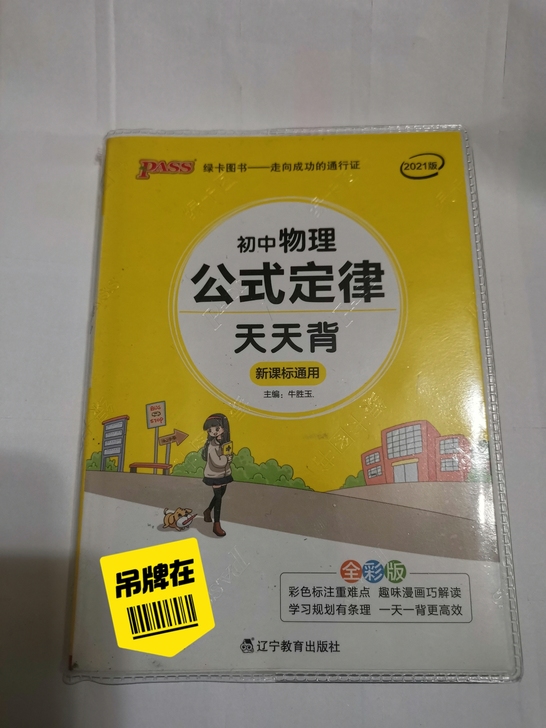 PASS 绿卡图书——走向成功的通行证
2021版
初中物理
公式定律
天天背
新课标通用
主编：牛胜玉
BUS
STOP
吊牌在
全彩版
彩色标注重难点 趣味漫画巧解读
学习规划有条理 一天一背更高效
辽宁教育出版社